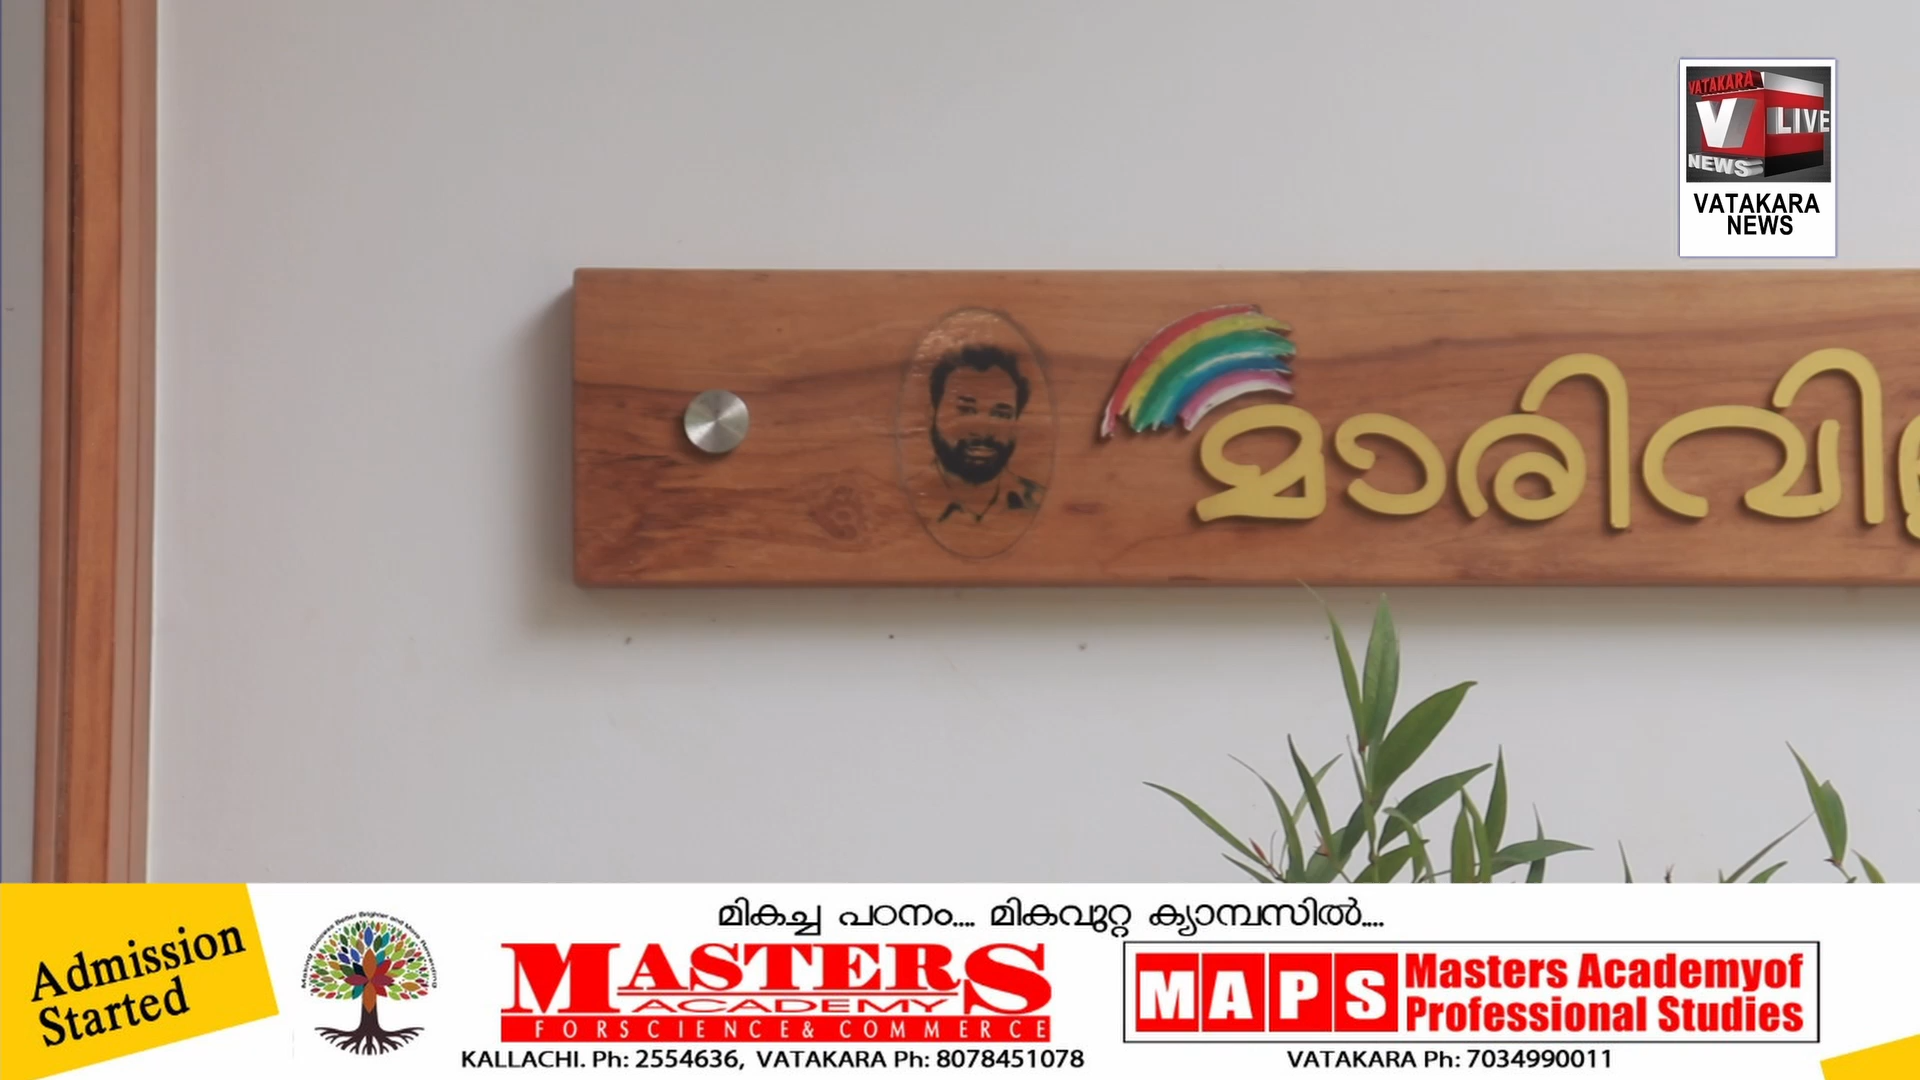 VATAKARA
V LIVE
NEWS
VATAKARA
NEWS
മാരിവി
Admission
Started
മികച്ച പഠനം.... മികവുറ്റ ക്യാമ്പസിൽ....
MASTERS
ACADEMY
FOR SCIENCE & COMMERCE
KALLACHI. Ph: 2554636, VATAKARA Ph: 8078451078
MAPS
Masters Academyof
Professional Studies
VATAKARA Ph: 7034990011